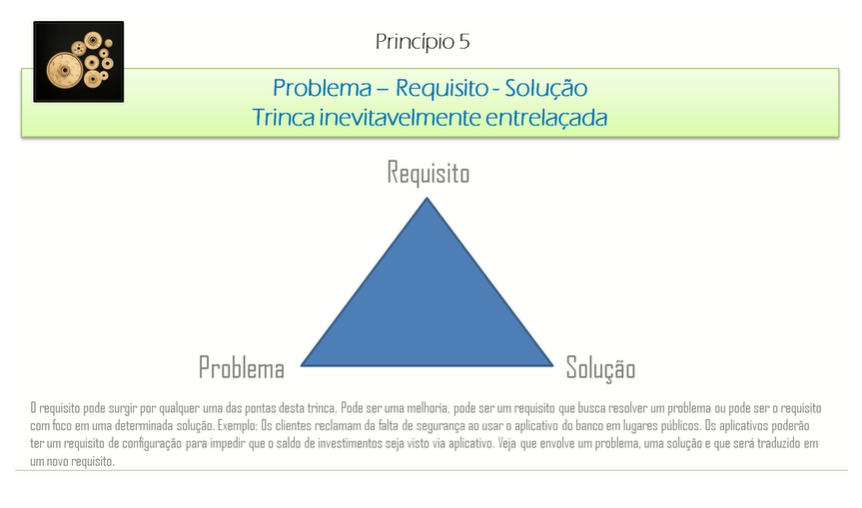 Princípio 5
Problema – Requisito - Solução
Trinca inevitavelmente entrelaçada
Requisito
Problema
Solução
O requisito pode surgir por qualquer uma das pontas desta trinca. Pode ser uma melhoria, pode ser um requisito que busca resolver um problema ou pode ser o requisito
com foco em uma determinada solução. Exemplo: Os clientes reclamam da falta de segurança ao usar o aplicativo do banco em lugares públicos. Os aplicativos poderão
ter um requisito de configuração para impedir que o saldo de investimentos seja visto via aplicativo. Veja que envolve um problema, uma solução e que será traduzido em
um novo requisito.